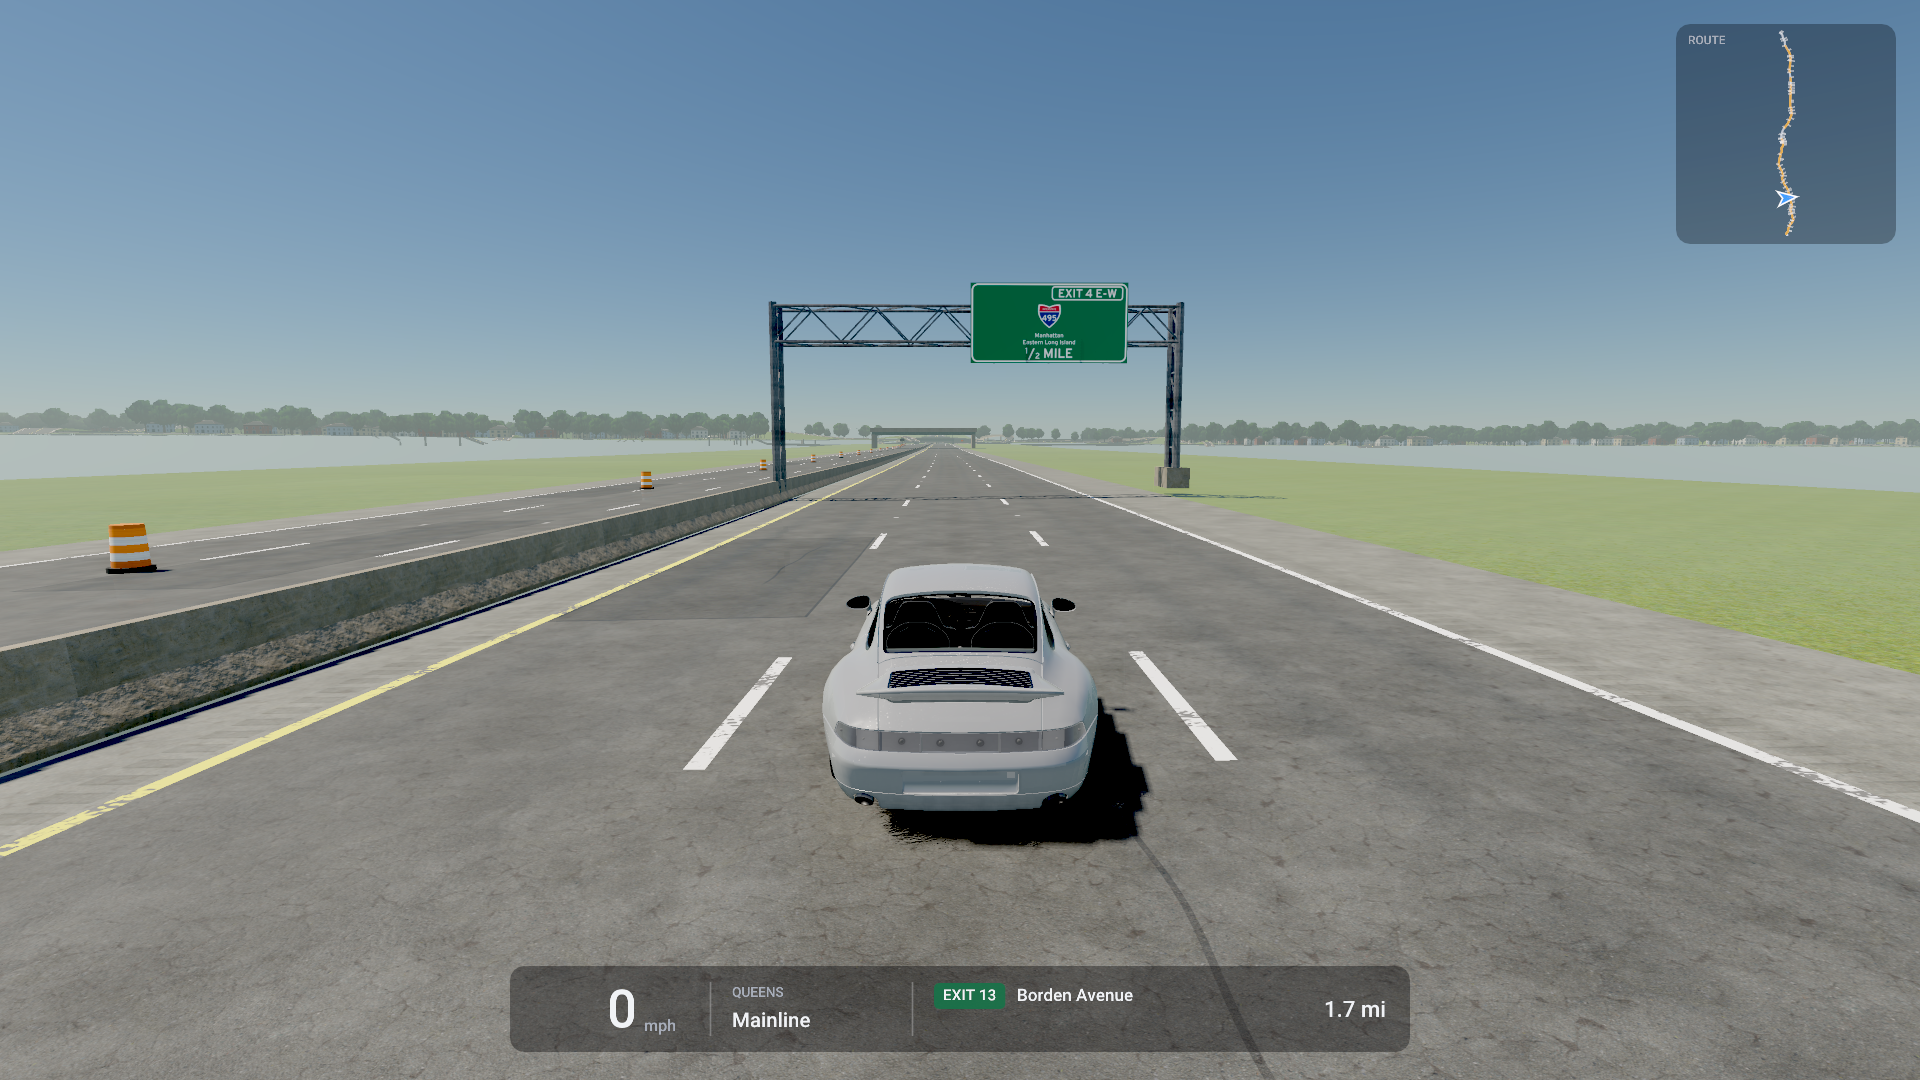 ROUTE
EXIT 4 E-W
495
Manhattan
Eastern Long Island
1/2 MILE
0 mph
QUEENS
Mainline
EXIT 13 Borden Avenue
1.7 mi